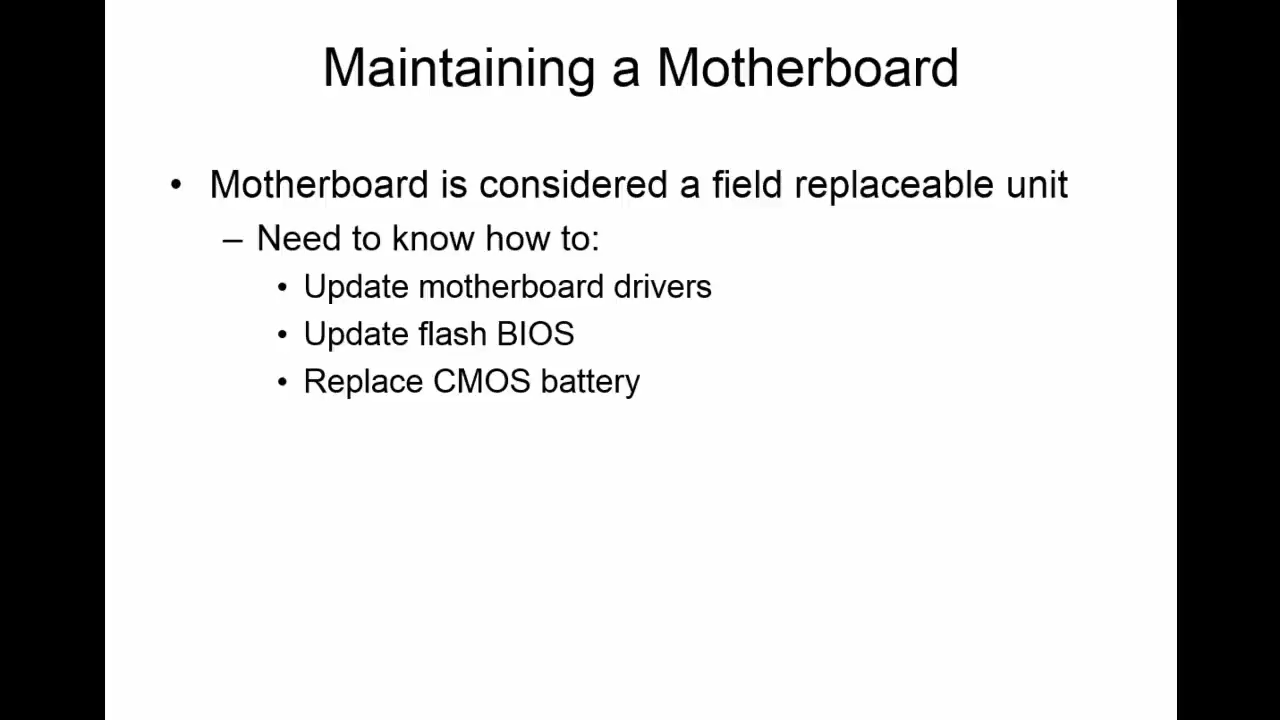 Maintaining a Motherboard
• Motherboard is considered a field replaceable unit
– Need to know how to:
• Update motherboard drivers
• Update flash BIOS
• Replace CMOS battery